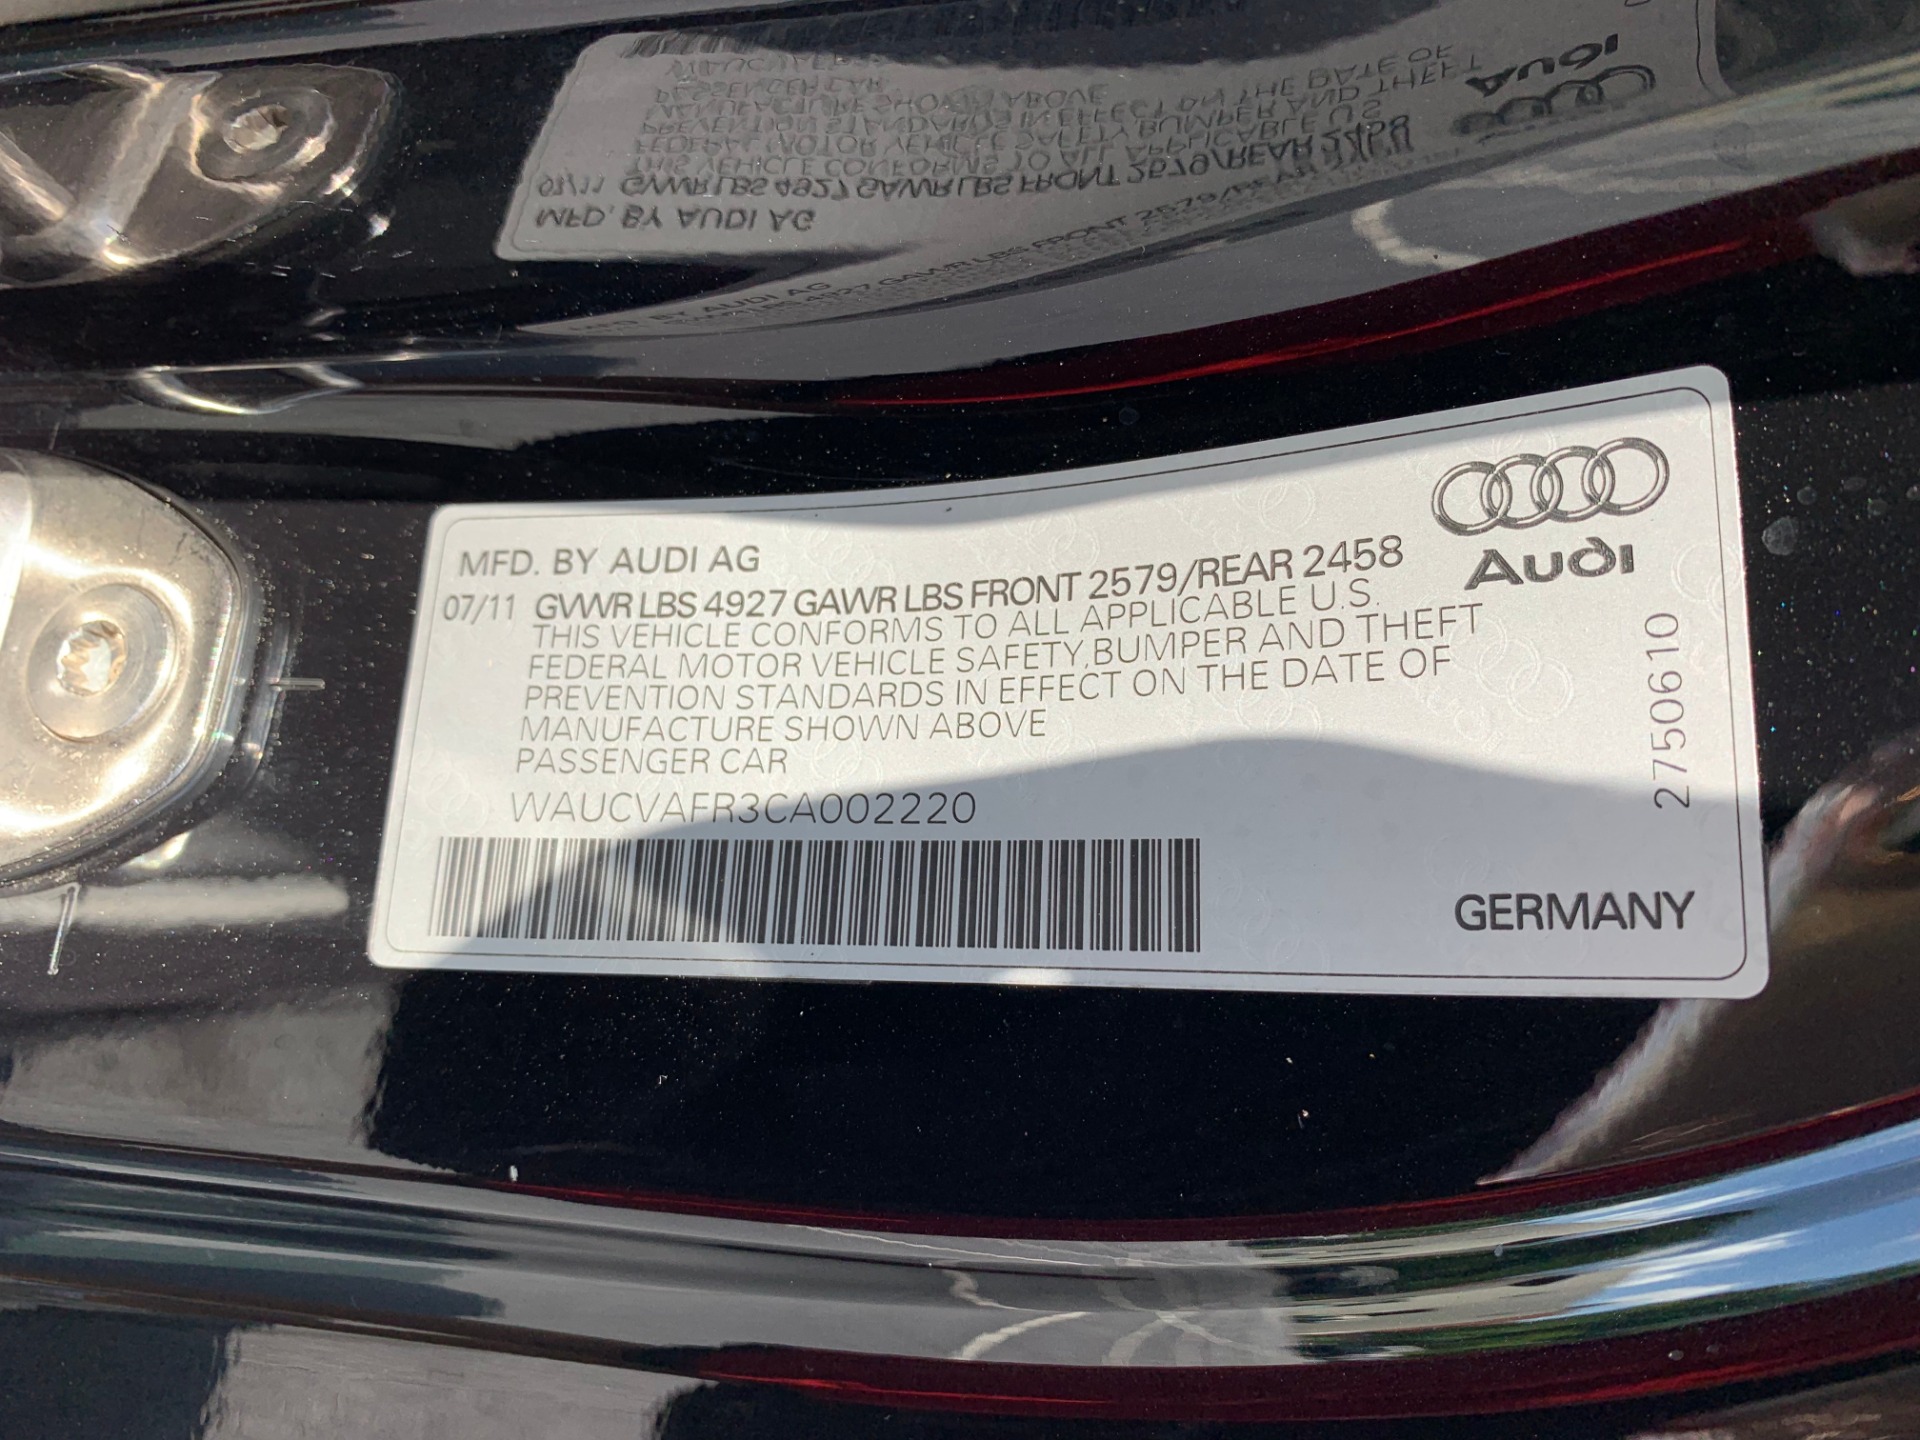 MFD. BY AUDI AG
07/11 GVWR LBS 4927 GAWR LBS FRONT 2579/REAR 2458
THIS VEHICLE CONFORMS TO ALL APPLICABLE U.S.
FEDERAL MOTOR VEHICLE SAFETY, BUMPER AND THEFT
PREVENTION STANDARDS IN EFFECT ON THE DATE OF
MANUFACTURE SHOWN ABOVE
PASSENGER CAR
WAUCVAFR3CA002220
Audi
27506610
GERMANY